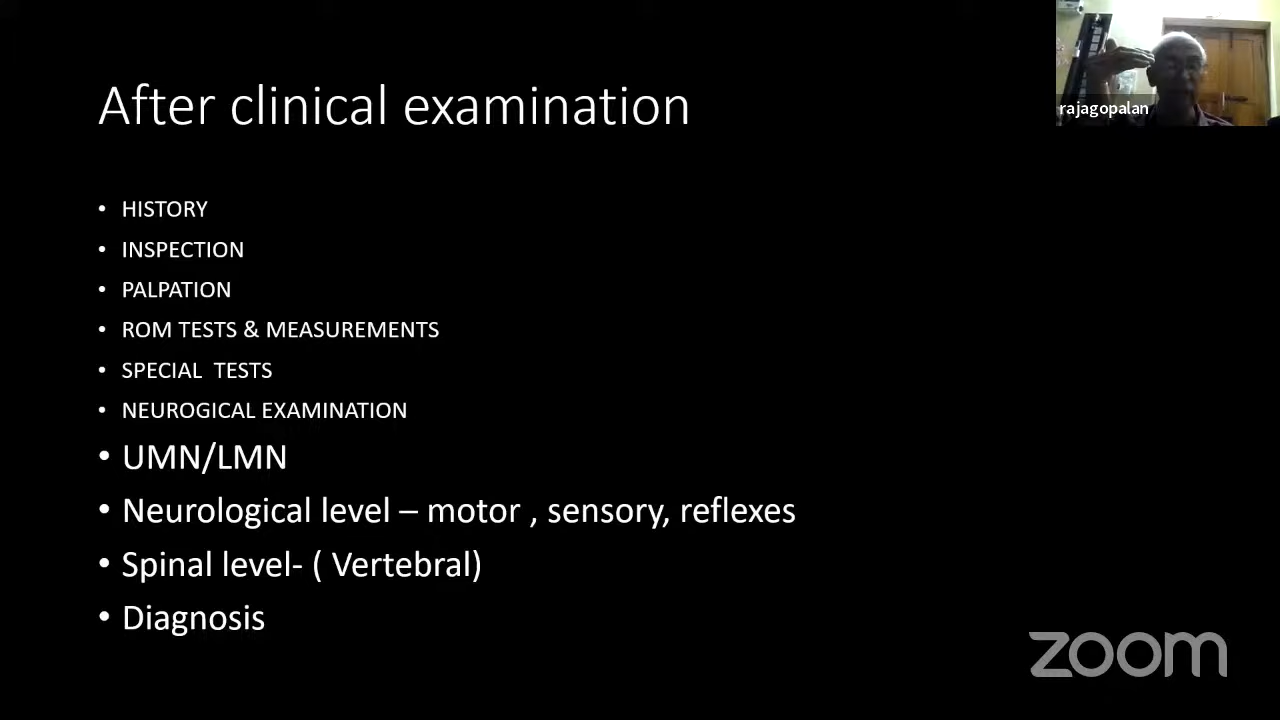 After clinical examination
rajagopalan
• HISTORY
• INSPECTION
• PALPATION
• ROM TESTS & MEASUREMENTS
• SPECIAL TESTS
• NEUROGICAL EXAMINATION
• UMN/LMN
• Neurological level – motor , sensory, reflexes
• Spinal level- ( Vertebral)
• Diagnosis
zoom